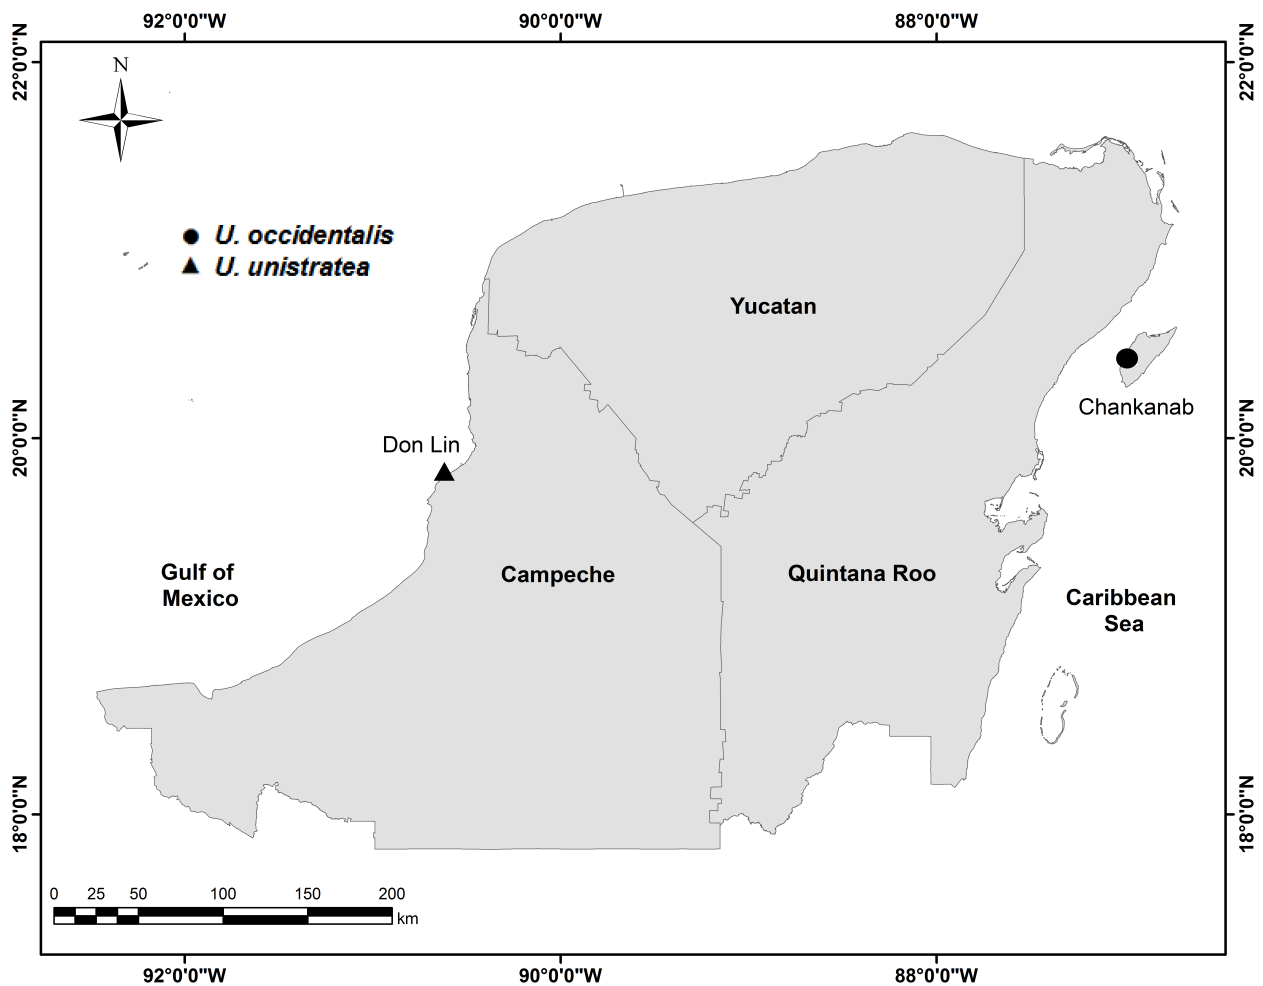 92°0'0"W 90°0'0"W 88°0'0"W
22°0'0"N 22°0'0"N
N
U. occidentalis
U. unistratea
Yucatan
Chankanab
Don Lin
20°0'0"N 20°0'0"N
Gulf of
Mexico
Campeche
Quintana Roo
Caribbean
Sea
18°0'0"N 18°0'0"N
0 25 50 100 150 200
km
92°0'0"W 90°0'0"W 88°0'0"W